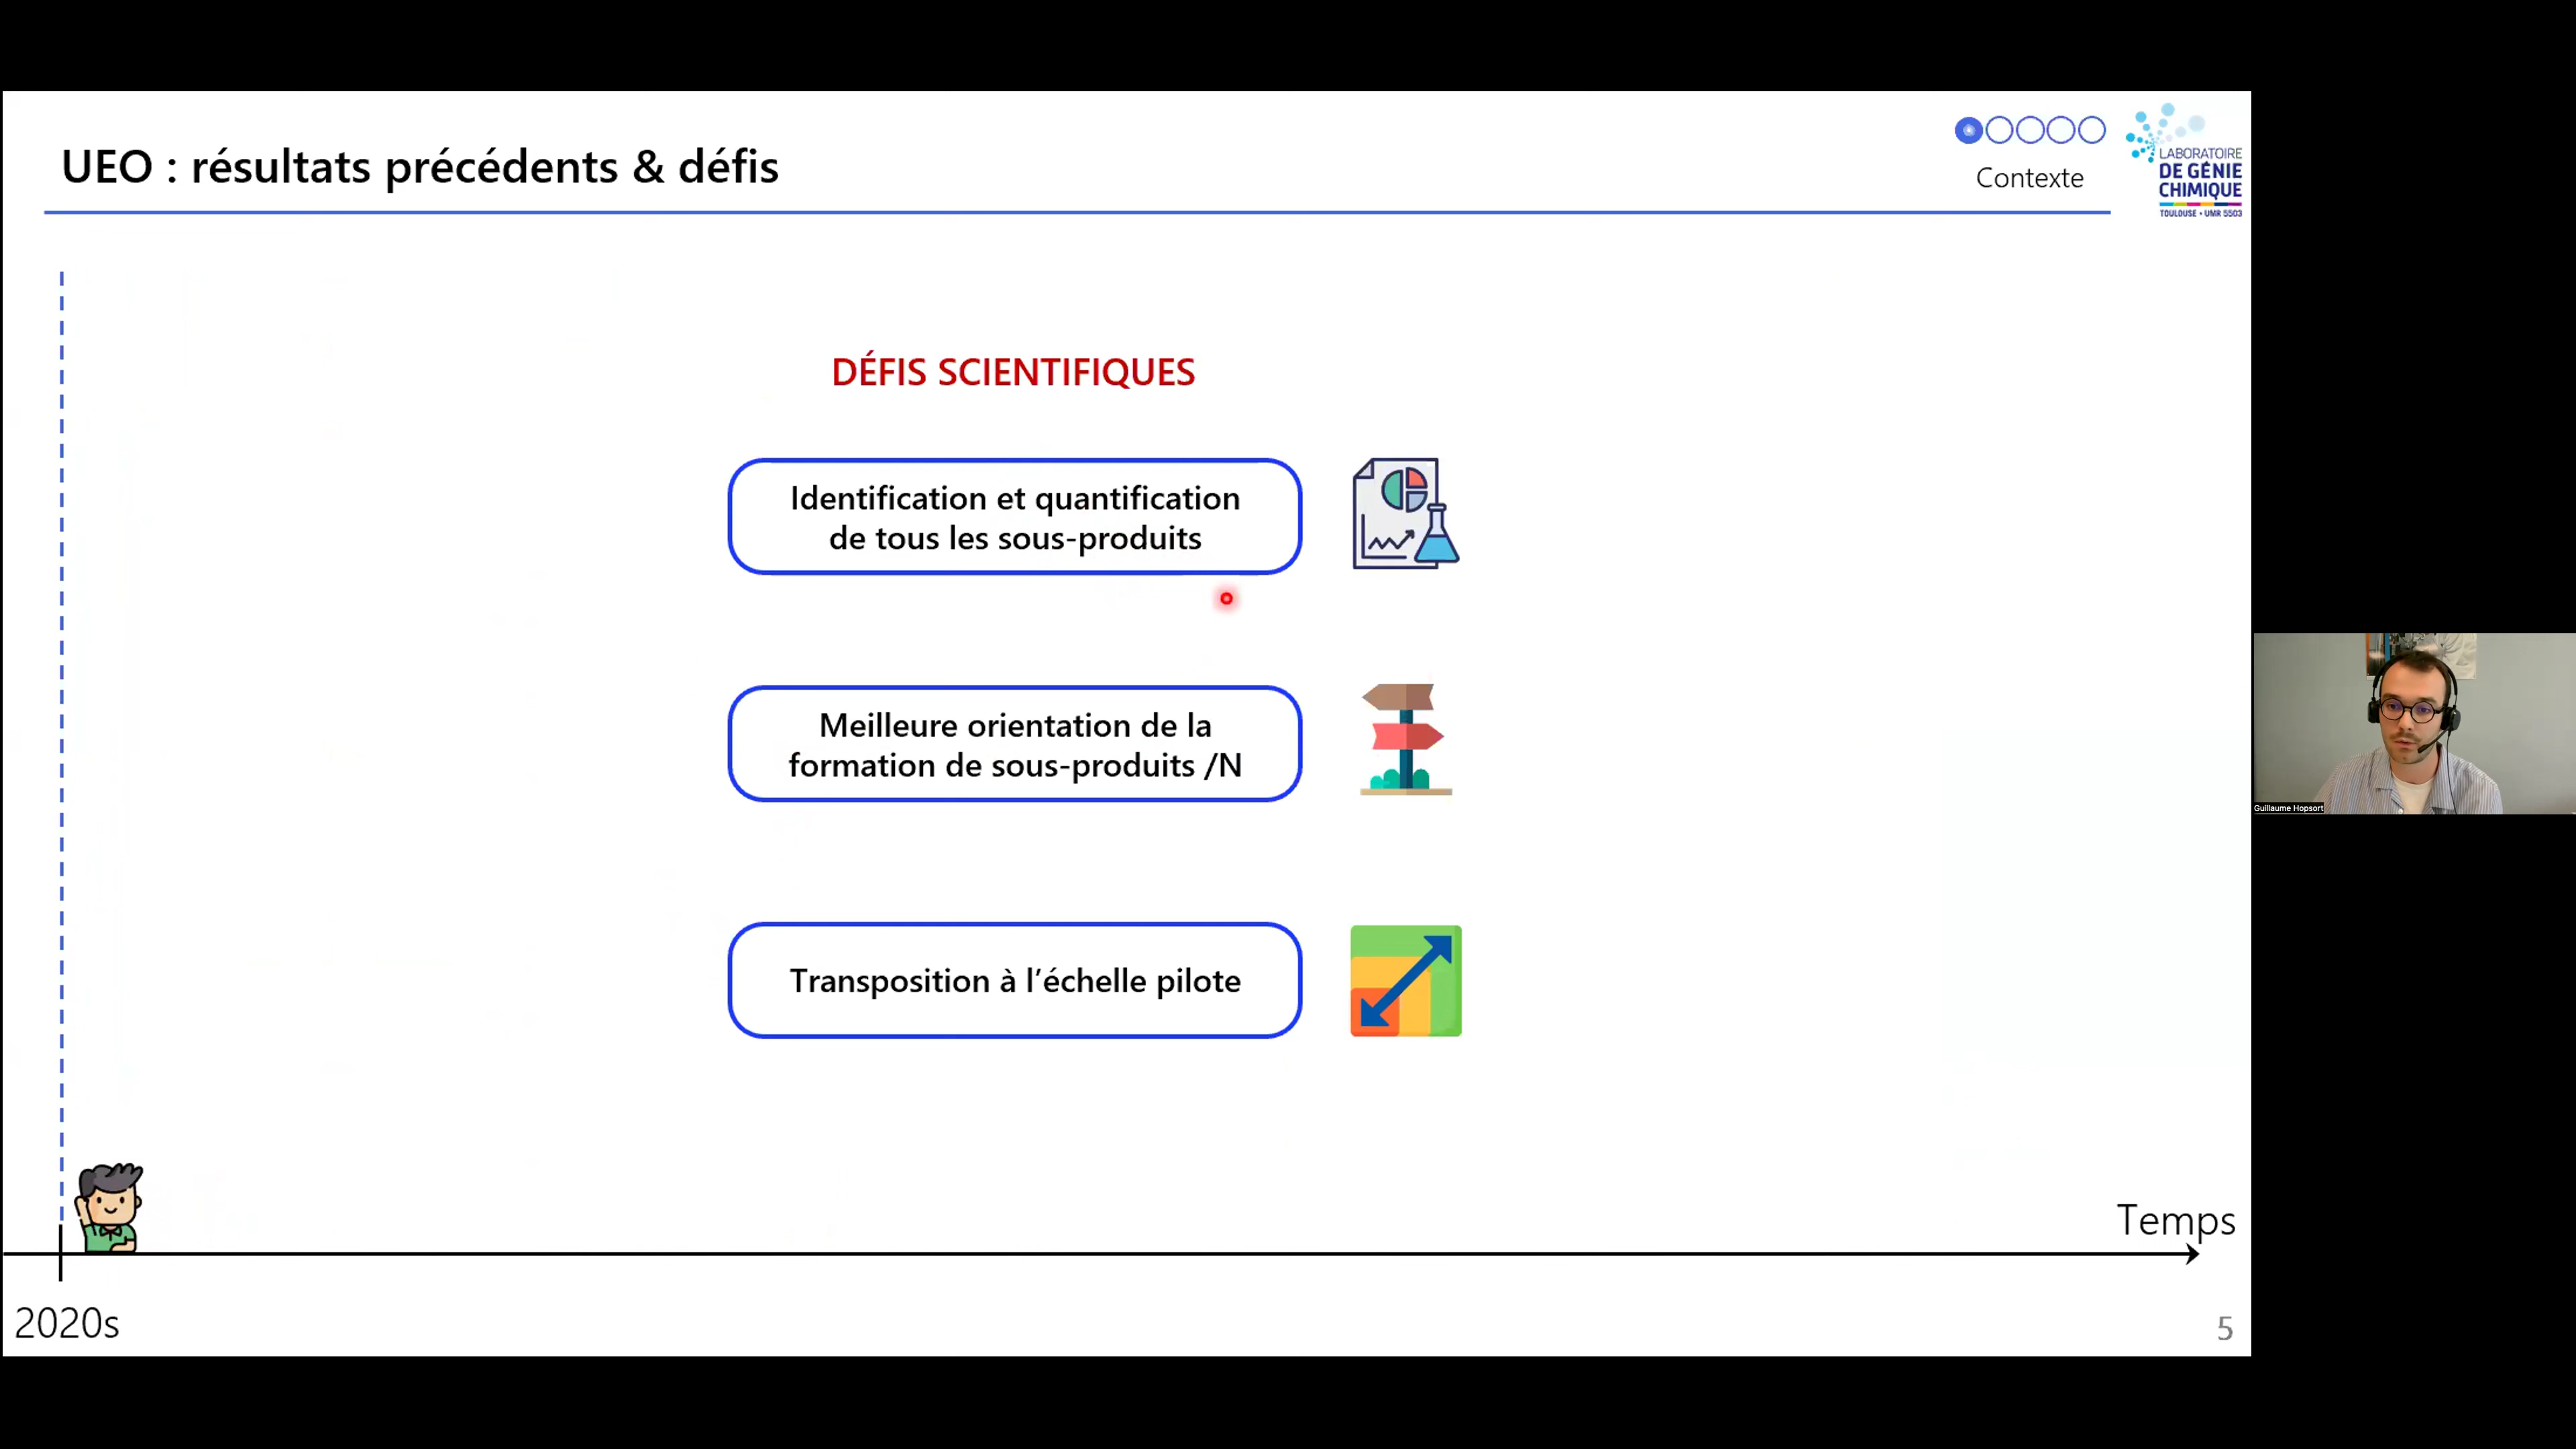 UEO : résultats précédents & défis
Contexte
LABORATOIRE
DE GÉNIE
CHIMIQUE
TOULOUSE • UMR 5503
DÉFIS SCIENTIFIQUES
Identification et quantification
de tous les sous-produits
Meilleure orientation de la
formation de sous-produits /N
Transposition à l’échelle pilote
Guillaume Hopsort
Temps
2020s
5